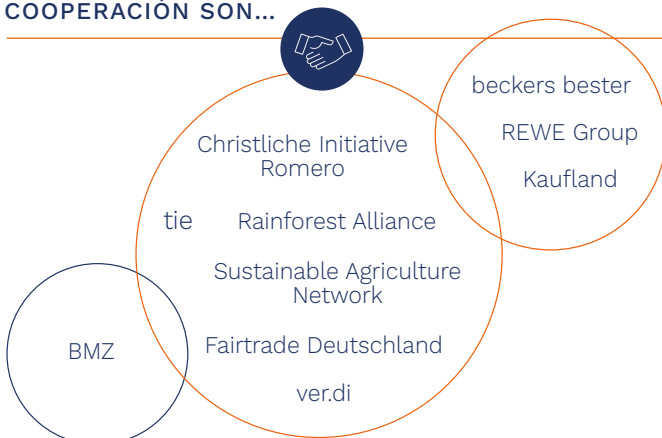 COOPERACIÓN SON...
beckers bester
REWE Group
Kaufland
Christliche Initiative
Romero
tie
Rainforest Alliance
Sustainable Agriculture
Network
Fairtrade Deutschland
ver.di
BMZ